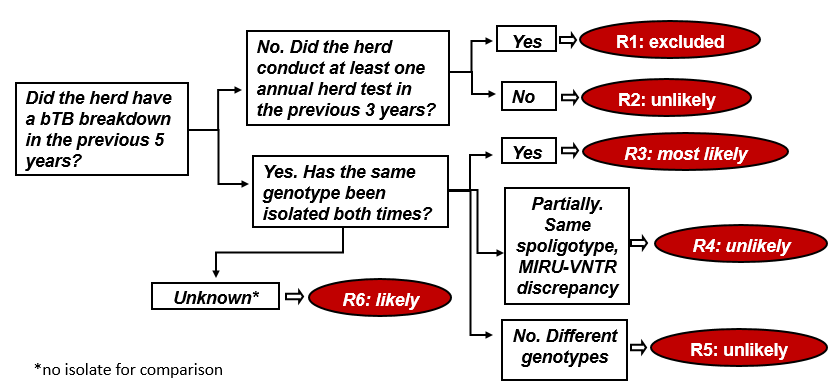 Did the herd have
a bTB breakdown
in the previous 5
years?
No. Did the herd
conduct at least one
annual herd test in
the previous 3 years?
Yes
R1: excluded
No
R2: unlikely
Yes. Has the same
genotype been
isolated both times?
Yes
R3: most likely
Partially.
Same
spoligotype,
MIRU-VNTR
discrepancy
R4: unlikely
No. Different
genotypes
R5: unlikely
Unknown*
R6: likely
*no isolate for comparison